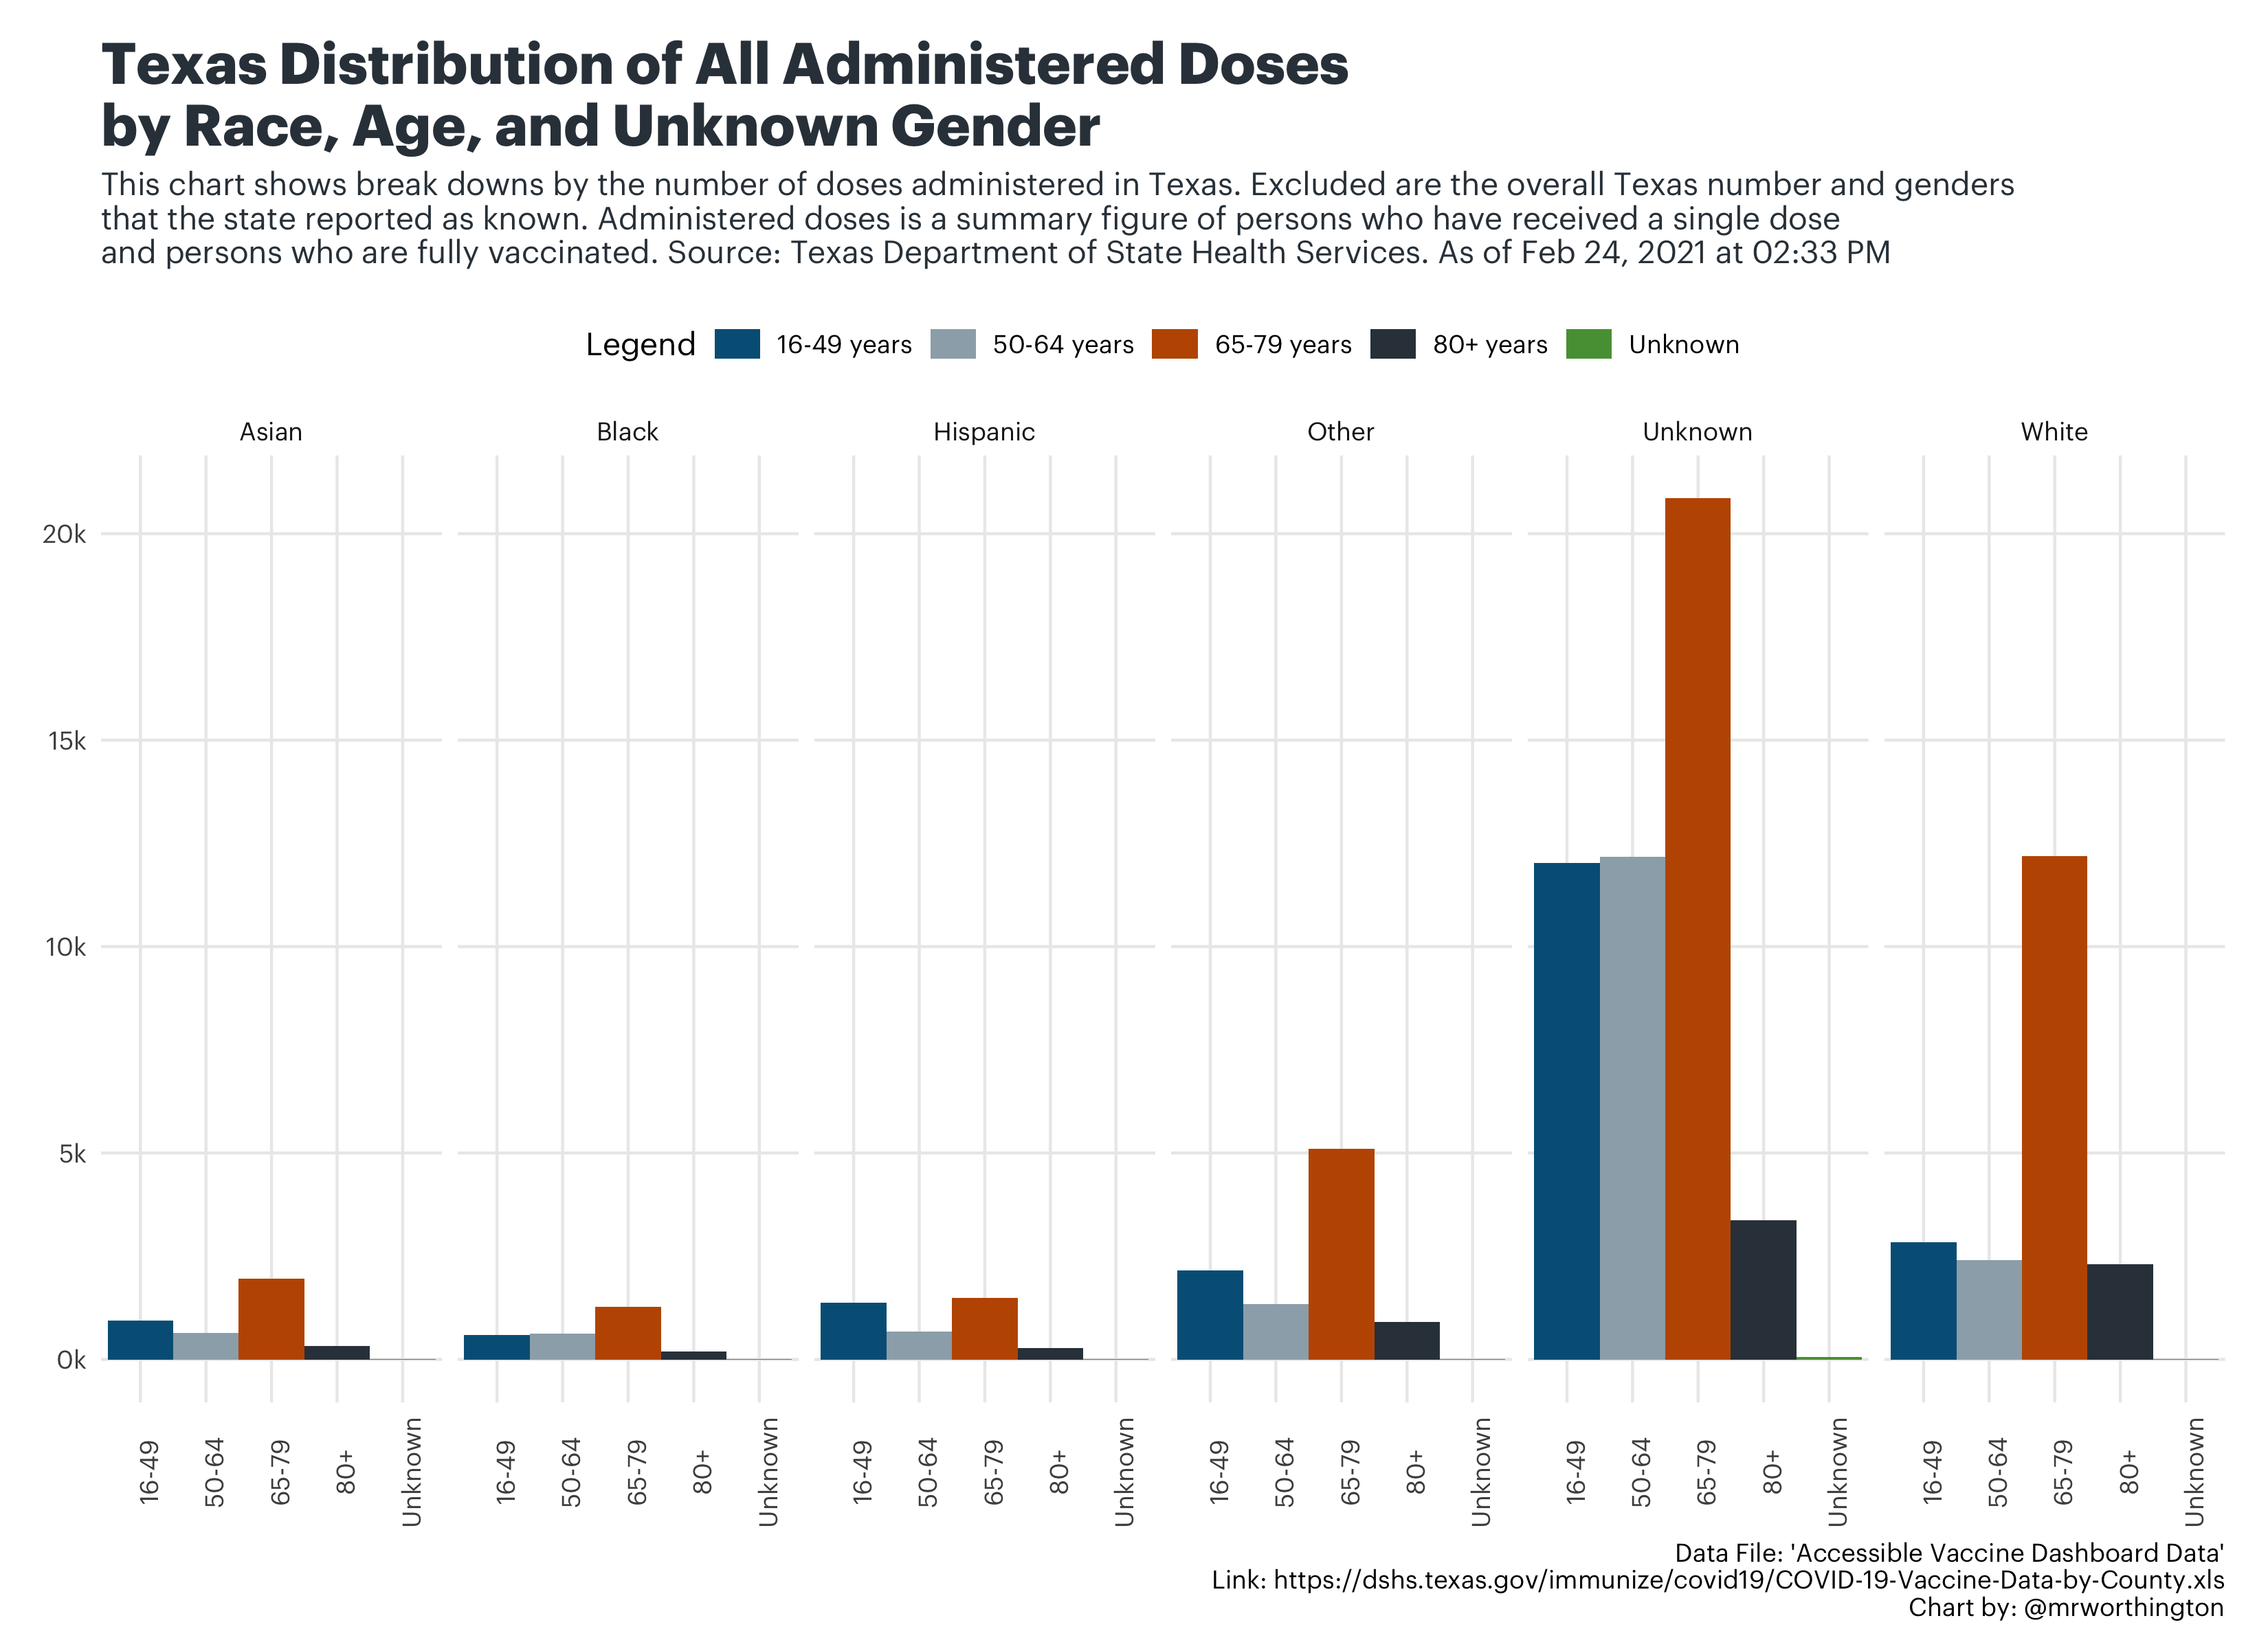 Texas Distribution of All Administered Doses
by Race, Age, and Unknown Gender
This chart shows break downs by the number of doses administered in Texas. Excluded are the overall Texas number and genders
that the state reported as known. Administered doses is a summary figure of persons who have received a single dose
and persons who are fully vaccinated. Source: Texas Department of State Health Services. As of Feb 24, 2021 at 02:33 PM
Legend 16-49 years 50-64 years 65-79 years 80+ years Unknown
Asian Black Hispanic Other Unknown White
20k
15k
10k
5k
0k
16-49 50-64 65-79 80+ Unknown 16-49 50-64 65-79 80+ Unknown 16-49 50-64 65-79 80+ Unknown 16-49 50-64 65-79 80+ Unknown 16-49 50-64 65-79 80+ Unknown 16-49 50-64 65-79 80+ Unknown
Data File: 'Accessible Vaccine Dashboard Data'
Link: https://dshs.texas.gov/immunize/covid19/COVID-19-Vaccine-Data-by-County.xls
Chart by: @mrworthington